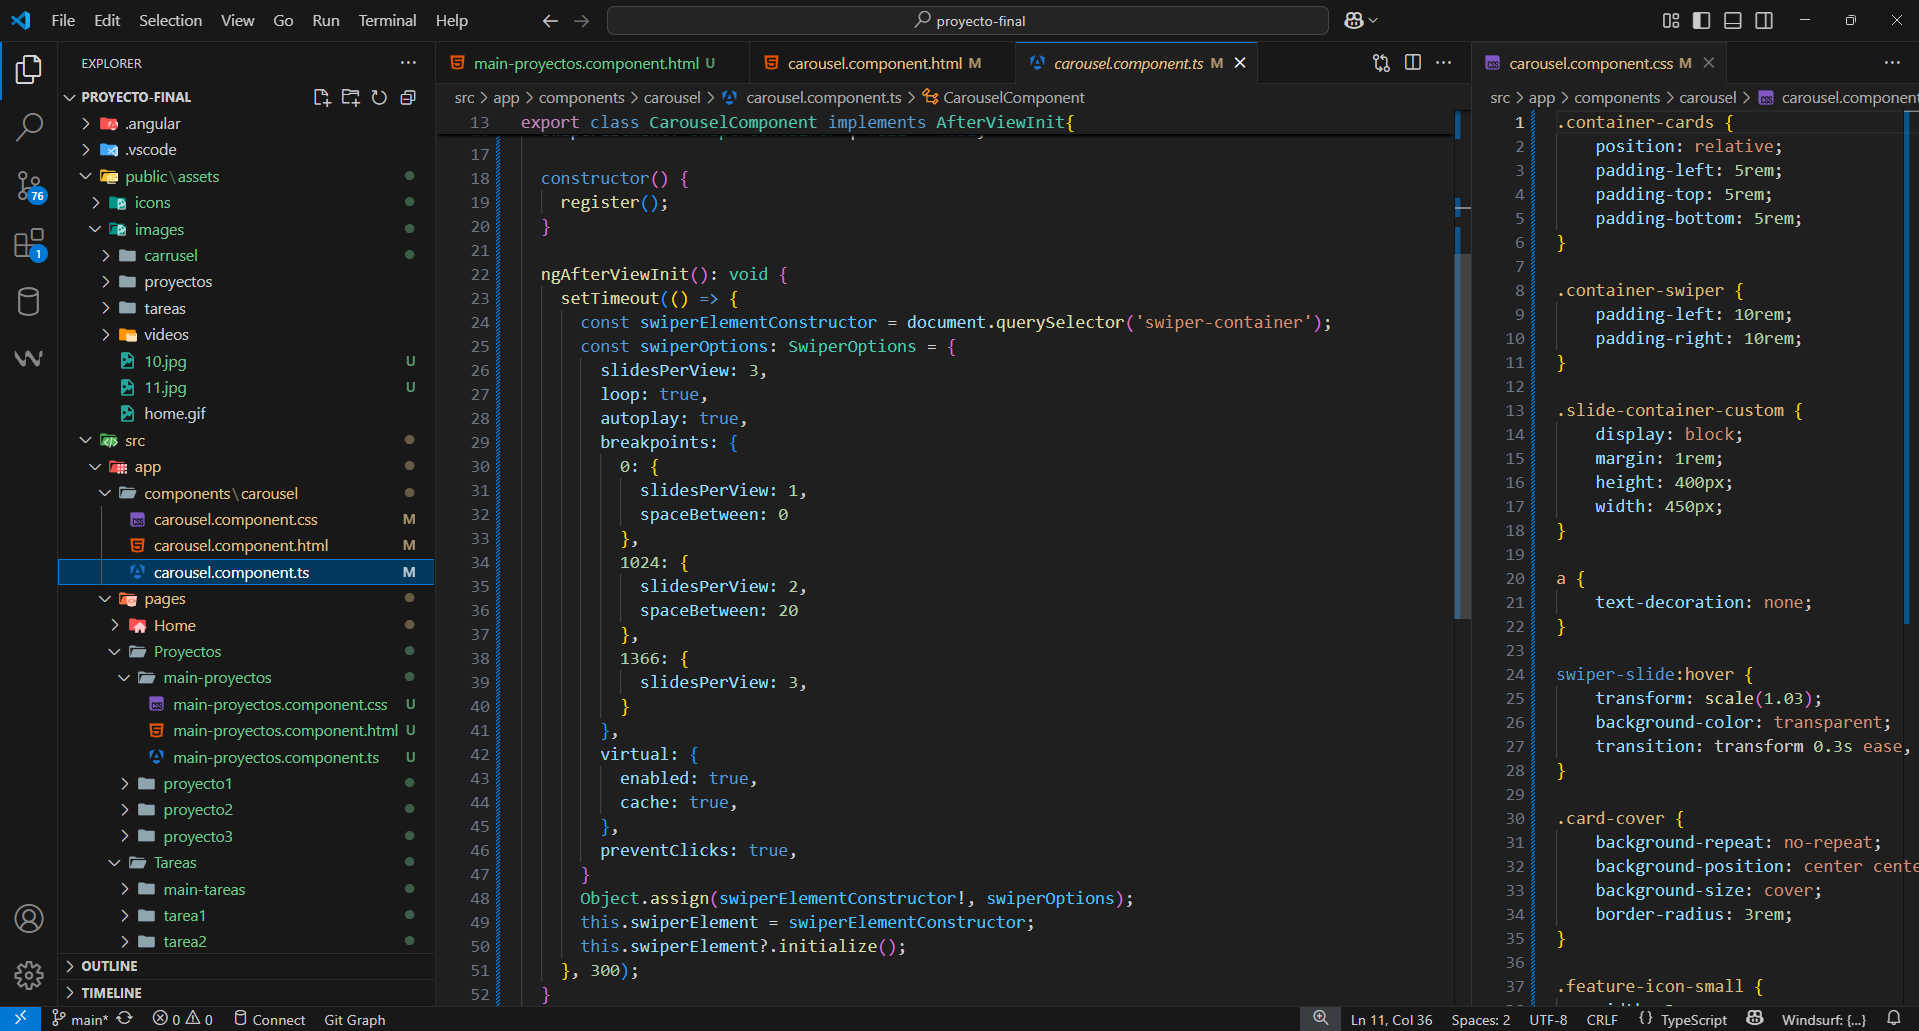 File Edit Selection View Go Run Terminal Help
proyecto-final
EXPLORER
PROYECTO-FINAL
.angular
.vscode
public\assets
icons
images
carrusel
proyectos
tareas
videos
10.jpg U
11.jpg U
home.gif
src
app
components\carousel
carousel.component.css M
carousel.component.html M
carousel.component.ts M
pages
Home
Proyectos
main-proyectos
main-proyectos.component.css U
main-proyectos.component.html U
main-proyectos.component.ts U
proyecto1
proyecto2
proyecto3
Tareas
main-tareas
tarea1
tarea2
OUTLINE
TIMELINE
76
1
main-proyectos.component.html U
carousel.component.html M
carousel.component.ts M
src > app > components > carousel > carousel.component.ts > CarouselComponent
13 export class CarouselComponent implements AfterViewInit{
17
18 constructor() {
19 register();
20 }
21
22 ngAfterViewInit(): void {
23 setTimeout(() => {
24 const swiperElementConstructor = document.querySelector('swiper-container');
25 const swiperOptions: SwiperOptions = {
26 slidesPerView: 3,
27 loop: true,
28 autoplay: true,
29 breakpoints: {
30 0: {
31 slidesPerView: 1,
32 spaceBetween: 0
33 },
34 1024: {
35 slidesPerView: 2,
36 spaceBetween: 20
37 },
38 1366: {
39 slidesPerView: 3,
40 }
41 },
42 virtual: {
43 enabled: true,
44 cache: true,
45 },
46 preventClicks: true,
47 }
48 Object.assign(swiperElementConstructor!, swiperOptions);
49 this.swiperElement = swiperElementConstructor;
50 this.swiperElement?.initialize();
51 }, 300);
52 }
carousel.component.css M
src > app > components > carousel > carousel.component
1 .container-cards {
2 position: relative;
3 padding-left: 5rem;
4 padding-top: 5rem;
5 padding-bottom: 5rem;
6 }
7
8 .container-swiper {
9 padding-left: 10rem;
10 padding-right: 10rem;
11 }
12
13 .slide-container-custom {
14 display: block;
15 margin: 1rem;
16 height: 400px;
17 width: 450px;
18 }
19
20 a {
21 text-decoration: none;
22 }
23
24 swiper-slide:hover {
25 transform: scale(1.03);
26 background-color: transparent;
27 transition: transform 0.3s ease,
28 }
29
30 .card-cover {
31 background-repeat: no-repeat;
32 background-position: center cente
33 background-size: cover;
34 border-radius: 3rem;
35 }
36
37 .feature-icon-small {
main* 0 0 Connect Git Graph
Ln 11, Col 36 Spaces: 2 UTF-8 CRLF {} TypeScript Windsurf: {...}